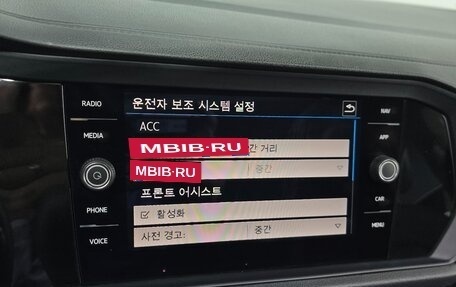 운전자 보조 시스템 설정
RADIO
NAV
ACC
MEDIA
APP
MBIB·RU
간 거리
MBIB·RU
중간
프론트 어시스트
PHONE
활성화
CAR
VOICE
사전 경고:
중간
MENU